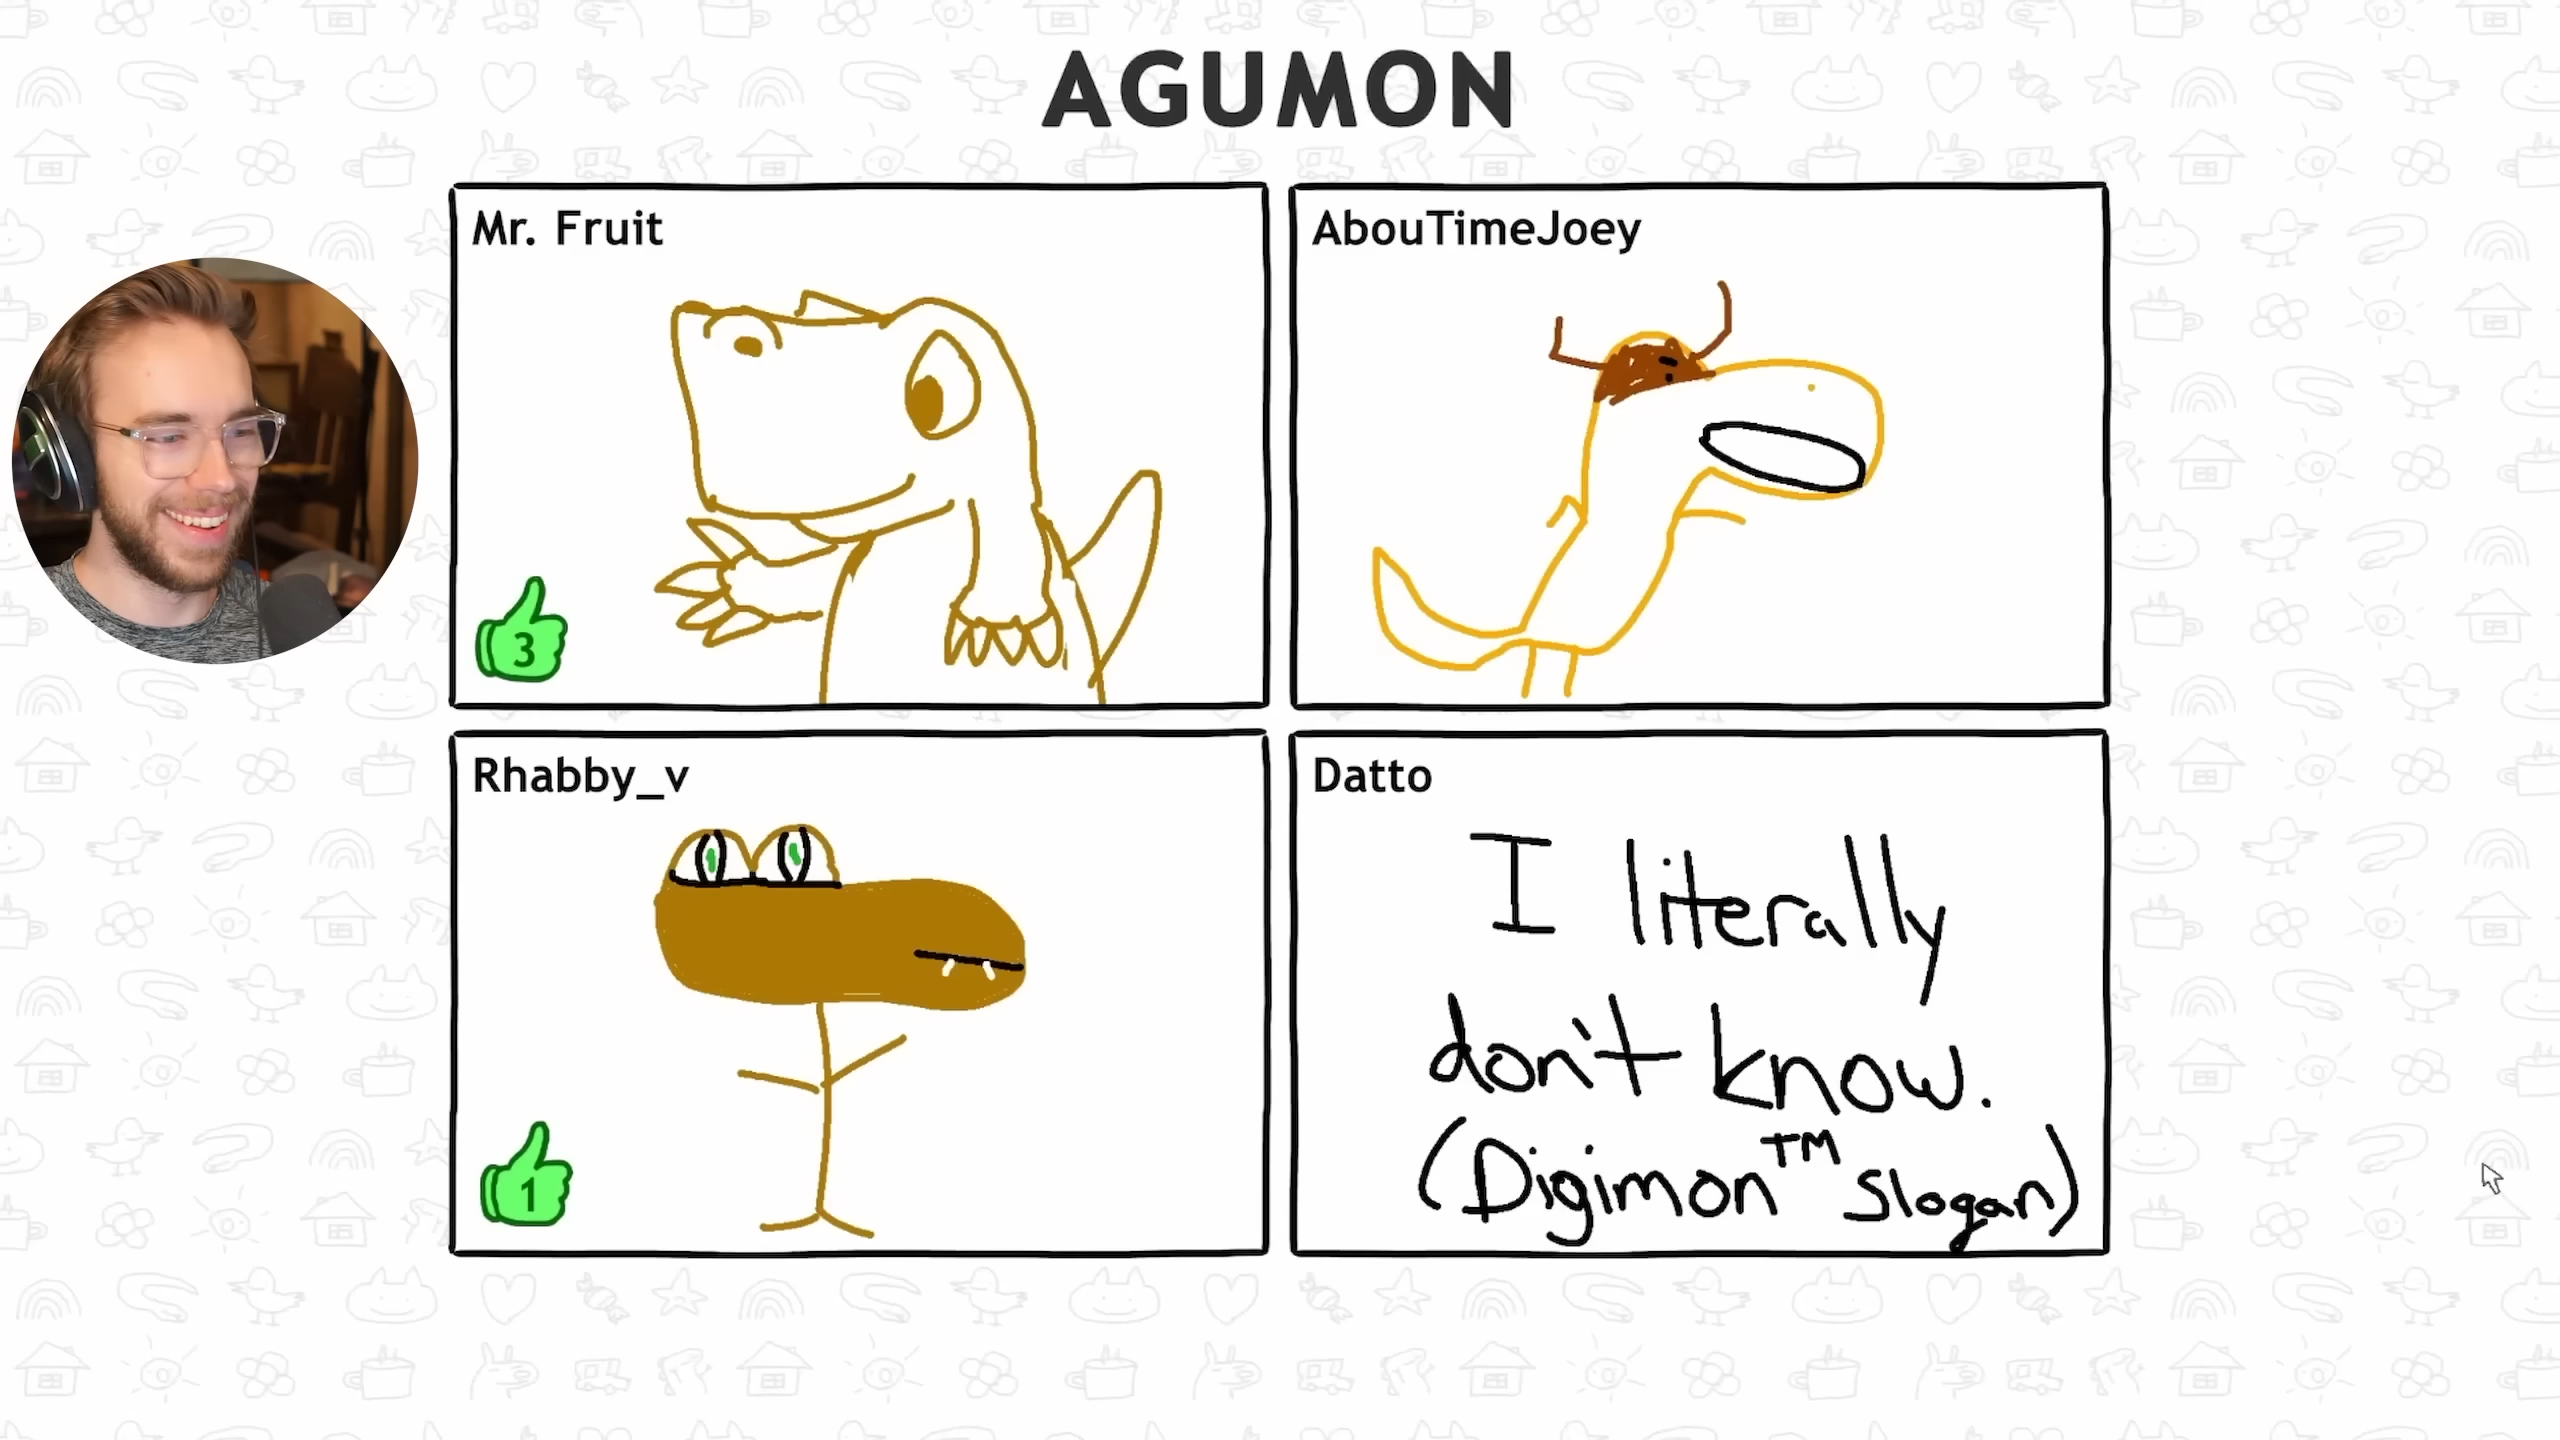 AGUMON
Mr. Fruit
AbouTimeJoey
3
Rhabby_v
1
Datto
I literally
don't know.
(Digimon™ slogan)